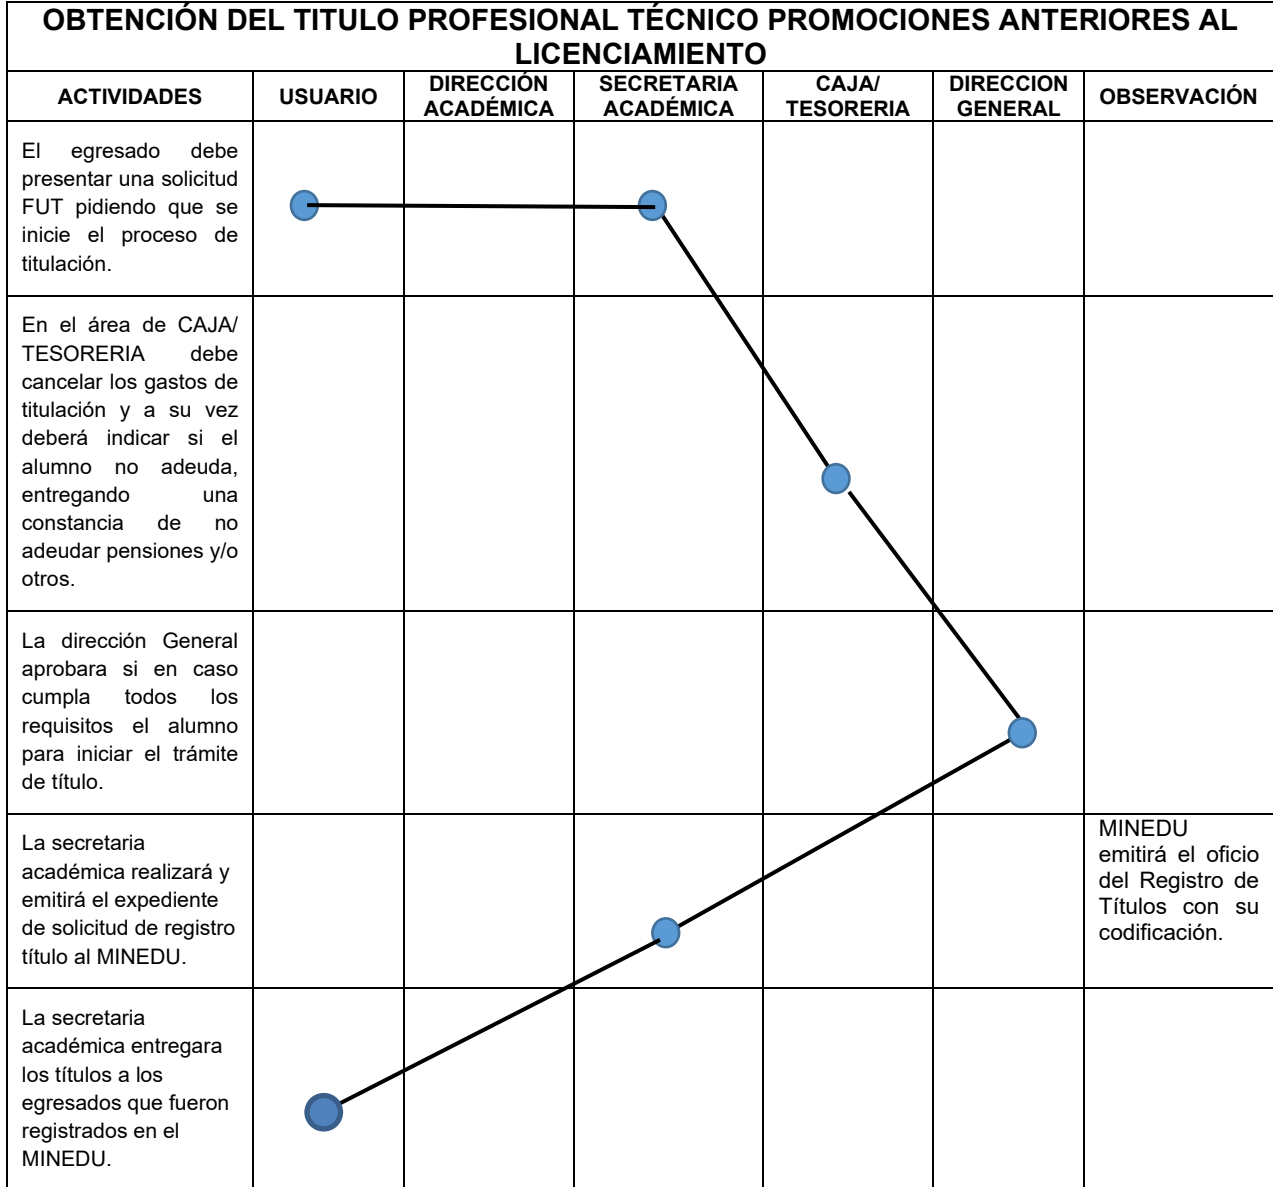 OBTENCIÓN DEL TITULO PROFESIONAL TÉCNICO PROMOCIONES ANTERIORES AL
LICENCIAMIENTO
ACTIVIDADES
USUARIO
DIRECCIÓN
ACADÉMICA
SECRETARIA
ACADÉMICA
CAJA/
TESORERIA
DIRECCION
GENERAL
OBSERVACIÓN
El egresado debe
presentar una solicitud
FUT pidiendo que se
inicie el proceso de
titulación.
En el área de CAJA/
TESORERIA debe
cancelar los gastos de
titulación y a su vez
deberá indicar si el
alumno no adeuda,
entregando una
constancia de no
adeudar pensiones y/o
otros.
La dirección General
aprobara si en caso
cumpla todos los
requisitos el alumno
para iniciar el trámite
de título.
La secretaria
académica realizará y
emitirá el expediente
de solicitud de registro
título al MINEDU.
MINEDU
emitirá el oficio
del Registro de
Títulos con su
codificación.
La secretaria
académica entregara
los títulos a los
egresados que fueron
registrados en el
MINEDU.